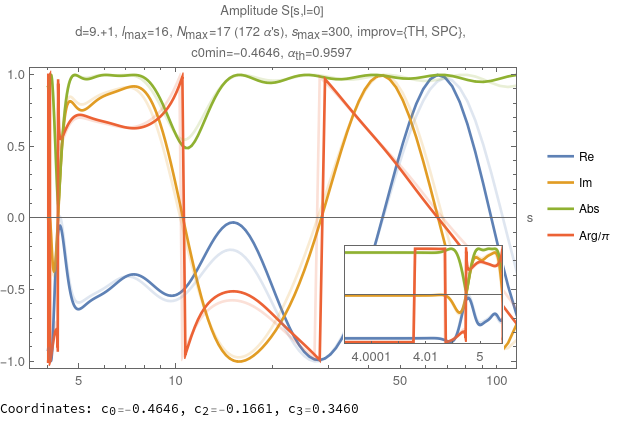 Amplitude S[s,l=0]
d=9.+1, lmax=16, Nmax=17 (172 α's), smax=300, improv={TH, SPC},
c0min=-0.4646, αth=0.9597
1.0
0.5
0.0
-0.5
-1.0
5
10
50
100
s
4.0001
4.01
5
Re
Im
Abs
Arg/π
Coordinates: c0=-0.4646, c2=-0.1661, c3=0.3460